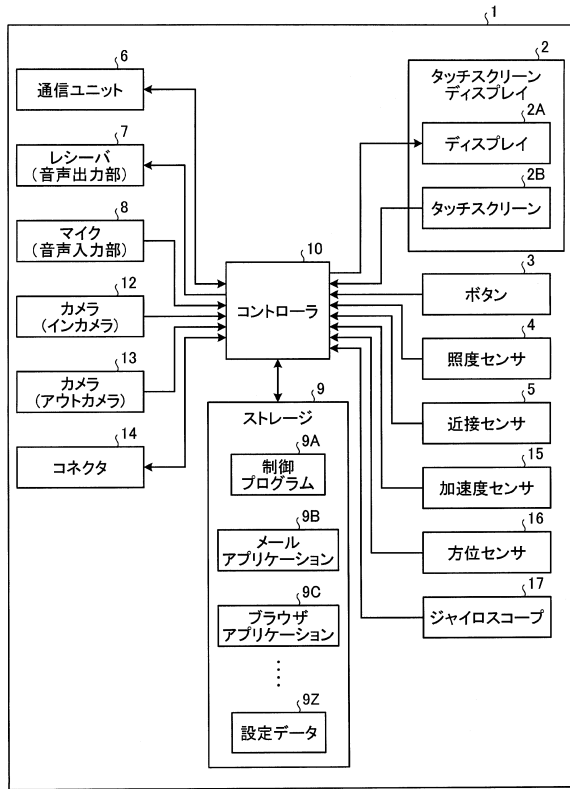 1
6
通信ユニット
7
レシーバ
(音声出力部)
8
マイク
(音声入力部)
12
カメラ
(インカメラ)
13
カメラ
(アウトカメラ)
14
コネクタ
10
コントローラ
2
タッチスクリーン
ディスプレイ
2A
ディスプレイ
2B
タッチスクリーン
3
ボタン
4
照度センサ
5
近接センサ
15
加速度センサ
16
方位センサ
17
ジャイロスコープ
9
ストレージ
9A
制御
プログラム
9B
メール
アプリケーション
9C
ブラウザ
アプリケーション
9Z
設定データ